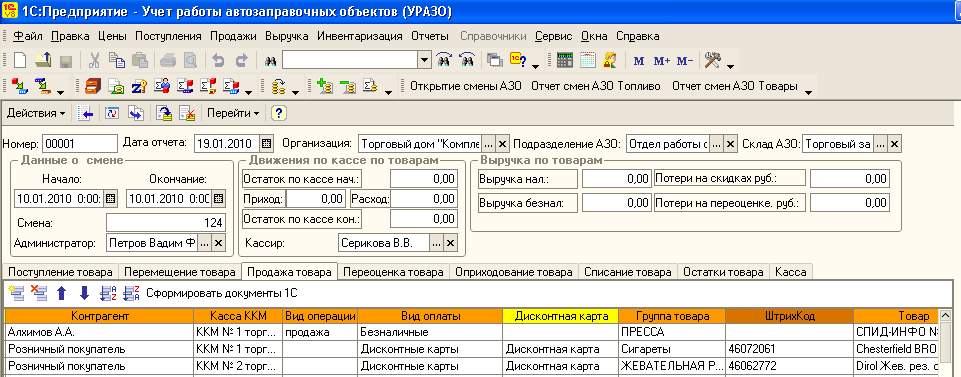 1С:Предприятие - Учет работы автозаправочных объектов (УРАЗО)
Файл Правка Цены Поступления Продажи Выручка Инвентаризация Отчеты Справочники Сервис Окна Справка
M M+ M-
Открытие смены АЗО Отчет смен АЗО Топливо Отчет смен АЗО Товары
Действия Перейти
Номер: 00001 Дата отчета: 19.01.2010 Организация: Торговый дом "Компле ... Подразделение АЗО: Отдел работы с ... Склад АЗО: Торговый за ...
Данные о смене Движения по кассе по товарам Выручка по товарам
Начало: Окончание: Остаток по кассе нач.: 0,00 Выручка нал.: 0,00 Потери на скидках руб.: 0,00
10.01.2010 0:00: 10.01.2010 0:00: Приход: 0,00 Расход: 0,00 Выручка безнал: 0,00 Потери на переоценке. руб.: 0,00
Смена: 124 Остаток по кассе кон.: 0,00
Администратор: Петров Вадим Ф ... Кассир: Серикова В.В. ...
Поступление товара Перемещение товара Продажа товара Переоценка товара Оприходование товара Списание товара Остатки товара Касса
Сформировать документы 1С
Контрагент Касса ККМ Вид операции Вид оплаты Дисконтная карта Группа товара ШтрихКод Товар
Алхимов А.А. ККМ № 1 торг... продажа Безналичные ПРЕССА СПИД-ИНФО №
Розничный покупатель ККМ № 1 торг... Дисконтные карты Дисконтная карта Сигареты 46072061 Chesterfield BRO
Розничный покупатель ККМ № 2 торг... Дисконтные карты Дисконтная карта ЖЕВАТЕЛЬНАЯ Р... 46062772 Dirol Жев. рез. с